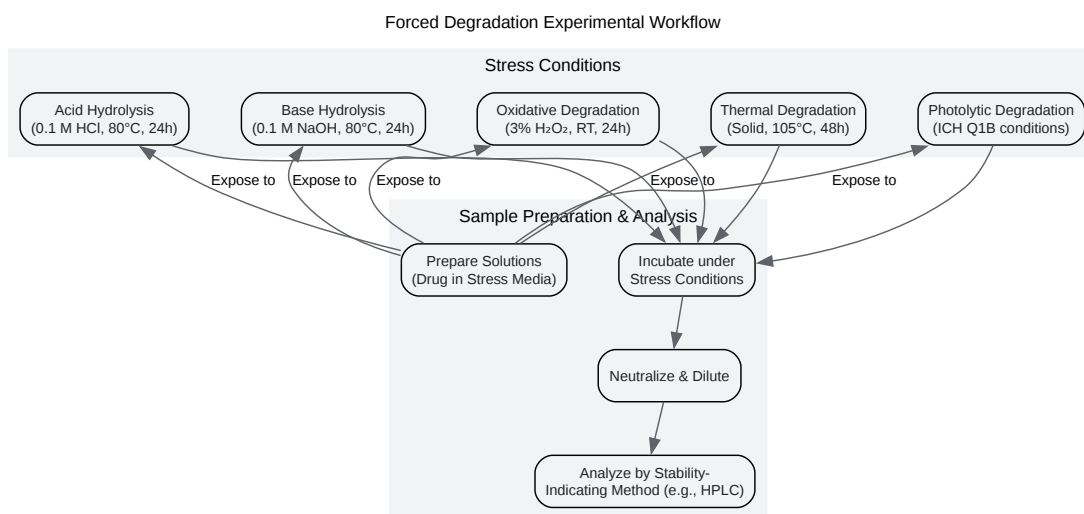 Forced Degradation Experimental Workflow
Stress Conditions
Acid Hydrolysis
(0.1 M HCl, 80°C, 24h)
Base Hydrolysis
(0.1 M NaOH, 80°C, 24h)
Oxidative Degradation
(3% H₂O₂, RT, 24h)
Thermal Degradation
(Solid, 105°C, 48h)
Photolytic Degradation
(ICH Q1B conditions)
Expose to
Expose to
Expose to
Expose to
Expose to
Sample Preparation & Analysis
Prepare Solutions
(Drug in Stress Media)
Incubate under
Stress Conditions
Neutralize & Dilute
Analyze by Stability-
Indicating Method (e.g., HPLC)